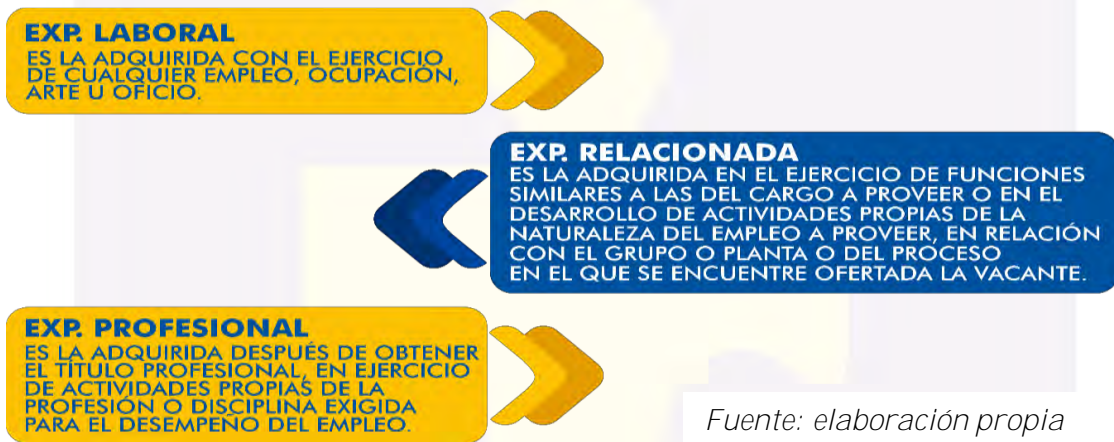 EXP. LABORAL
ES LA ADQUIRIDA CON EL EJERCICIO
DE CUALQUIER EMPLEO, OCUPACIÓN,
ARTE U OFICIO.
EXP. RELACIONADA
ES LA ADQUIRIDA EN EL EJERCICIO DE FUNCIONES
SIMILARES A LAS DEL CARGO A PROVEER O EN EL
DESARROLLO DE ACTIVIDADES PROPIAS DE LA
NATURALEZA DEL EMPLEO A PROVEER, EN RELACIÓN
CON EL GRUPO O PLANTA O DEL PROCESO
EN EL QUE SE ENCUENTRE OFERTADA LA VACANTE.
EXP. PROFESIONAL
ES LA ADQUIRIDA DESPUÉS DE OBTENER
EL TÍTULO PROFESIONAL, EN EJERCICIO
DE ACTIVIDADES PROPIAS DE LA
PROFESIÓN O DISCIPLINA EXIGIDA
PARA EL DESEMPEÑO DEL EMPLEO.
Fuente: elaboración propia